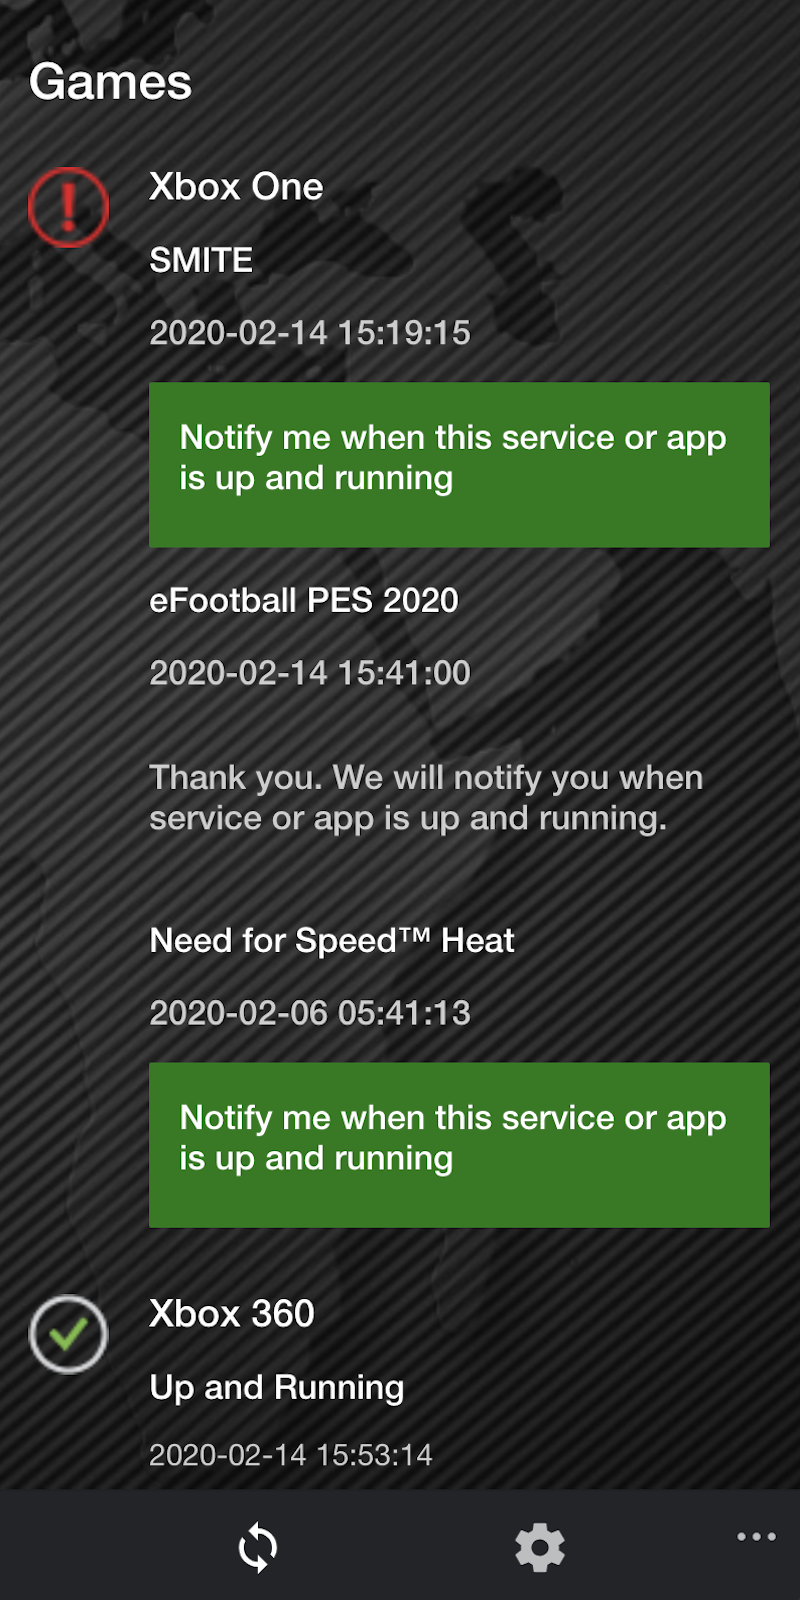 Games
Xbox One
SMITE
2020-02-14 15:19:15
Notify me when this service or app
is up and running
eFootball PES 2020
2020-02-14 15:41:00
Thank you. We will notify you when
service or app is up and running.
Need for Speed™ Heat
2020-02-06 05:41:13
Notify me when this service or app
is up and running
Xbox 360
Up and Running
2020-02-14 15:53:14